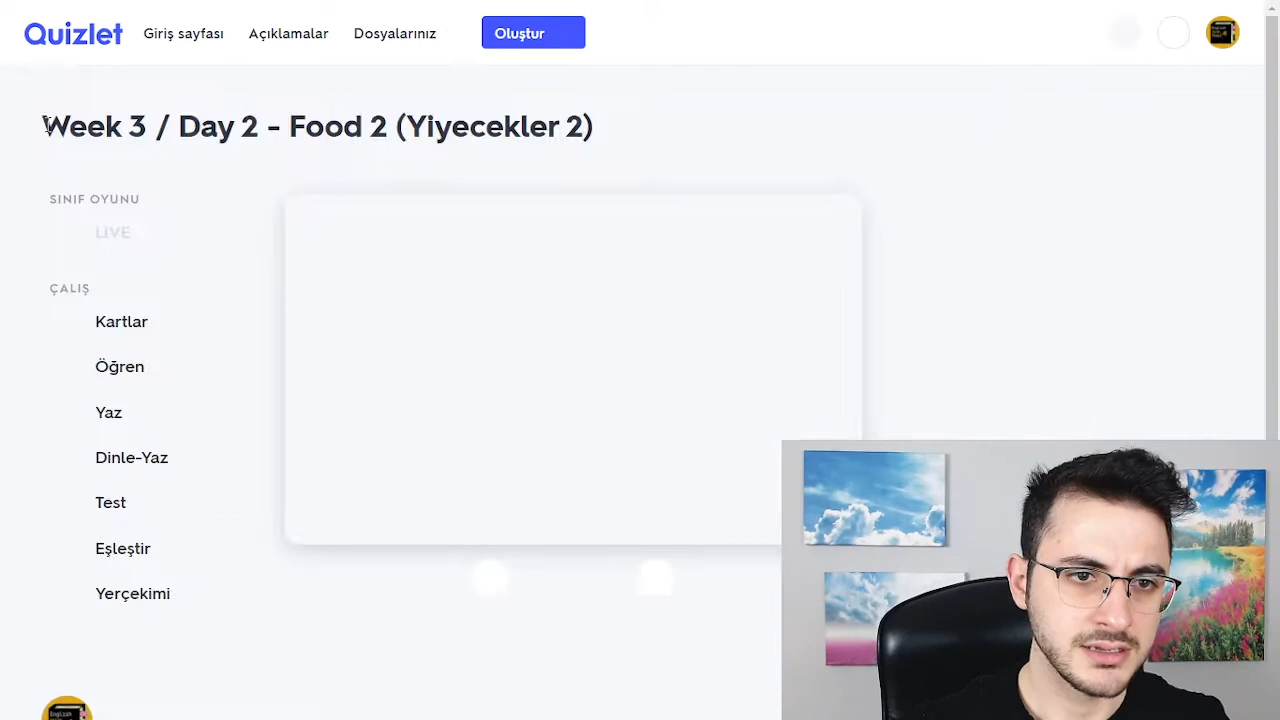 Quizlet Giriş sayfası Açıklamalar Dosyalarınız Oluştur
Week 3 / Day 2 - Food 2 (Yiyecekler 2)
SINIF OYUNU
LIVE
ÇALIŞ
Kartlar
Öğren
Yaz
Dinle-Yaz
Test
Eşleştir
Yerçekimi
English